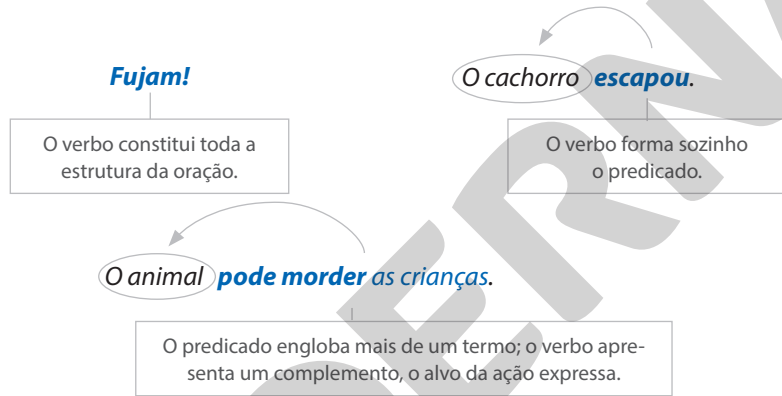 Fujam!
O cachorro escapou.
O verbo constitui toda a
estrutura da oração.
O verbo forma sozinho
o predicado.
O animal pode morder as crianças.
O predicado engloba mais de um termo; o verbo apre-
senta um complemento, o alvo da ação expressa.